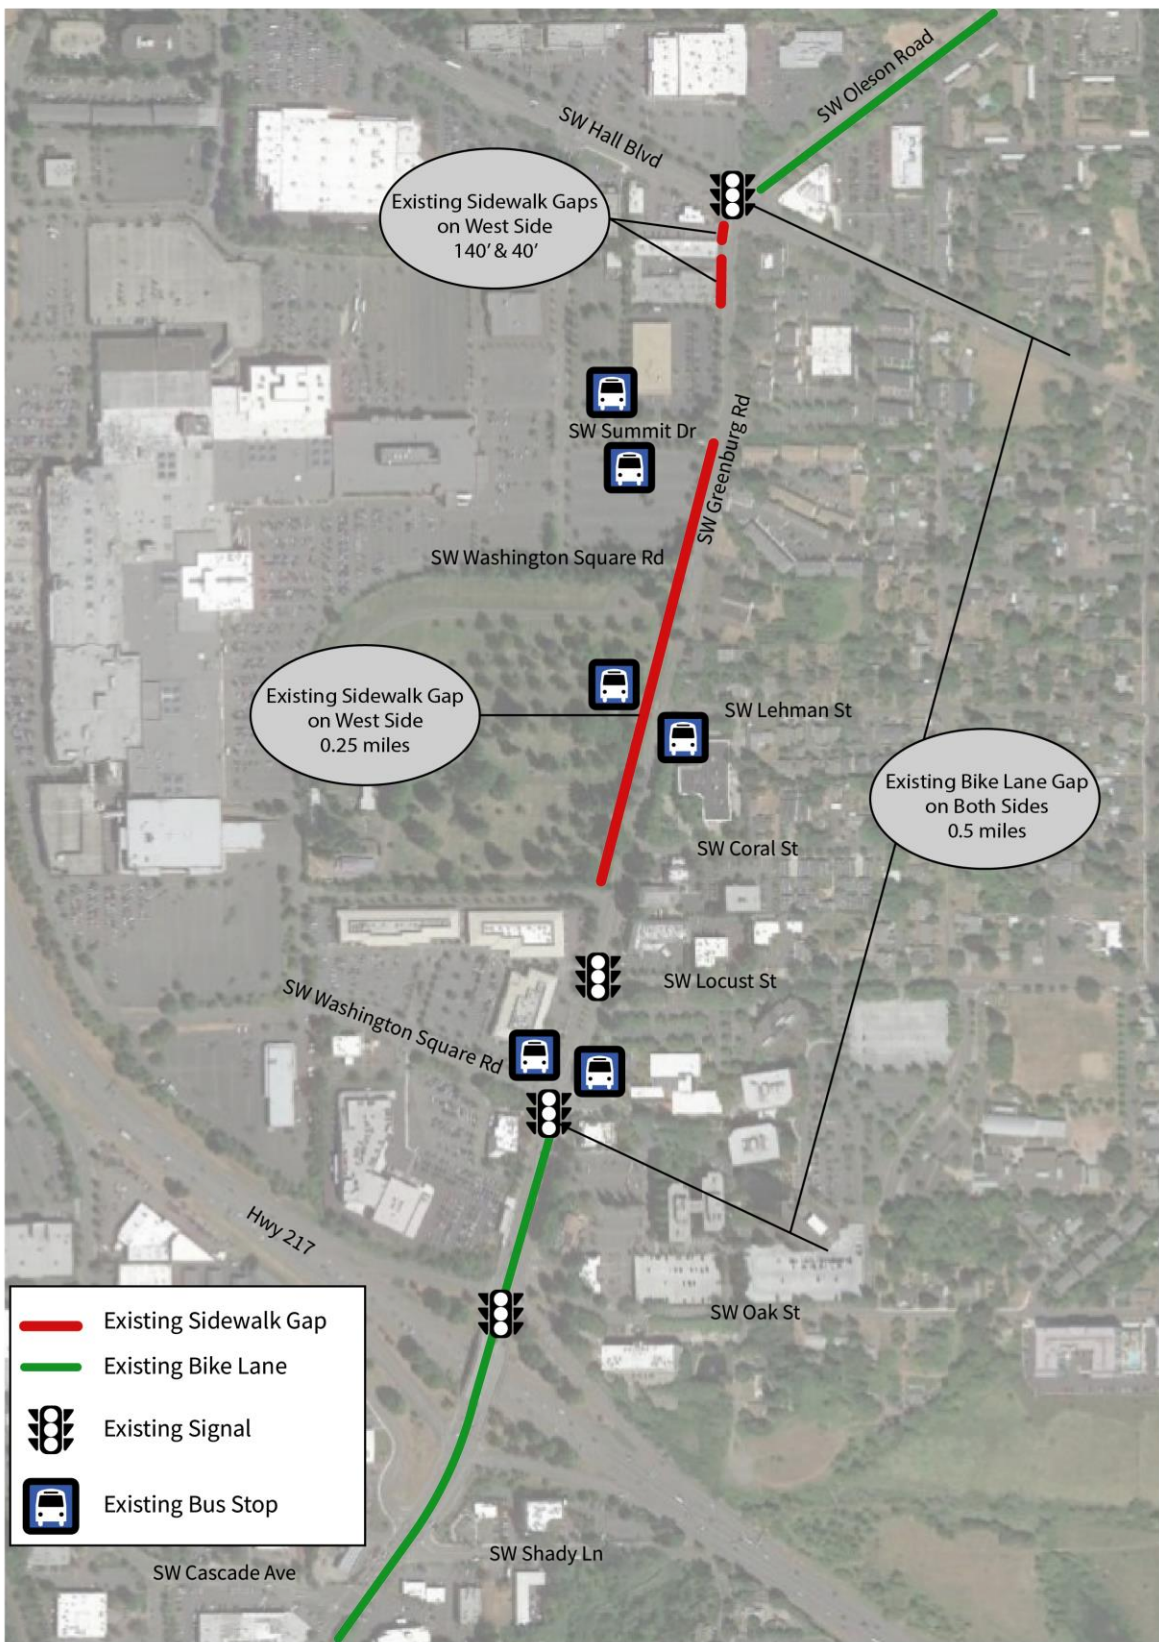 SW Oleson Road
SW Hall Blvd
Existing Sidewalk Gaps
on West Side
140' & 40'
SW Summit Dr
SW Greenburg Rd
SW Washington Square Rd
Existing Sidewalk Gap
on West Side
0.25 miles
SW Lehman St
Existing Bike Lane Gap
on Both Sides
0.5 miles
SW Coral St
SW Locust St
SW Washington Square Rd
Hwy 217
SW Oak St
Existing Sidewalk Gap
Existing Bike Lane
Existing Signal
Existing Bus Stop
SW Shady Ln
SW Cascade Ave